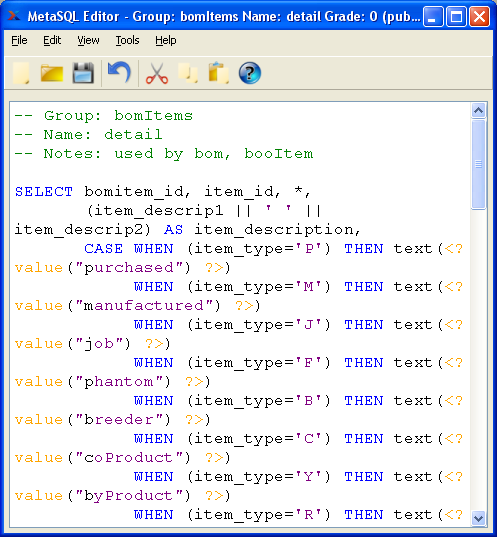 MetaSQL Editor - Group: bomItems Name: detail Grade: 0 (pub...
File Edit View Tools Help
-- Group: bomItems
-- Name: detail
-- Notes: used by bom, booItem
SELECT bomitem_id, item_id, *,
(item_descrip1 || ' ' ||
item_descrip2) AS item_description,
CASE WHEN (item_type='P') THEN text(<?
value("purchased") ?>)
WHEN (item_type='M') THEN text(<?
value("manufactured") ?>)
WHEN (item_type='J') THEN text(<?
value("job") ?>)
WHEN (item_type='F') THEN text(<?
value("phantom") ?>)
WHEN (item_type='B') THEN text(<?
value("breeder") ?>)
WHEN (item_type='C') THEN text(<?
value("coProduct") ?>)
WHEN (item_type='Y') THEN text(<?
value("byProduct") ?>)
WHEN (item_type='R') THEN text(<?